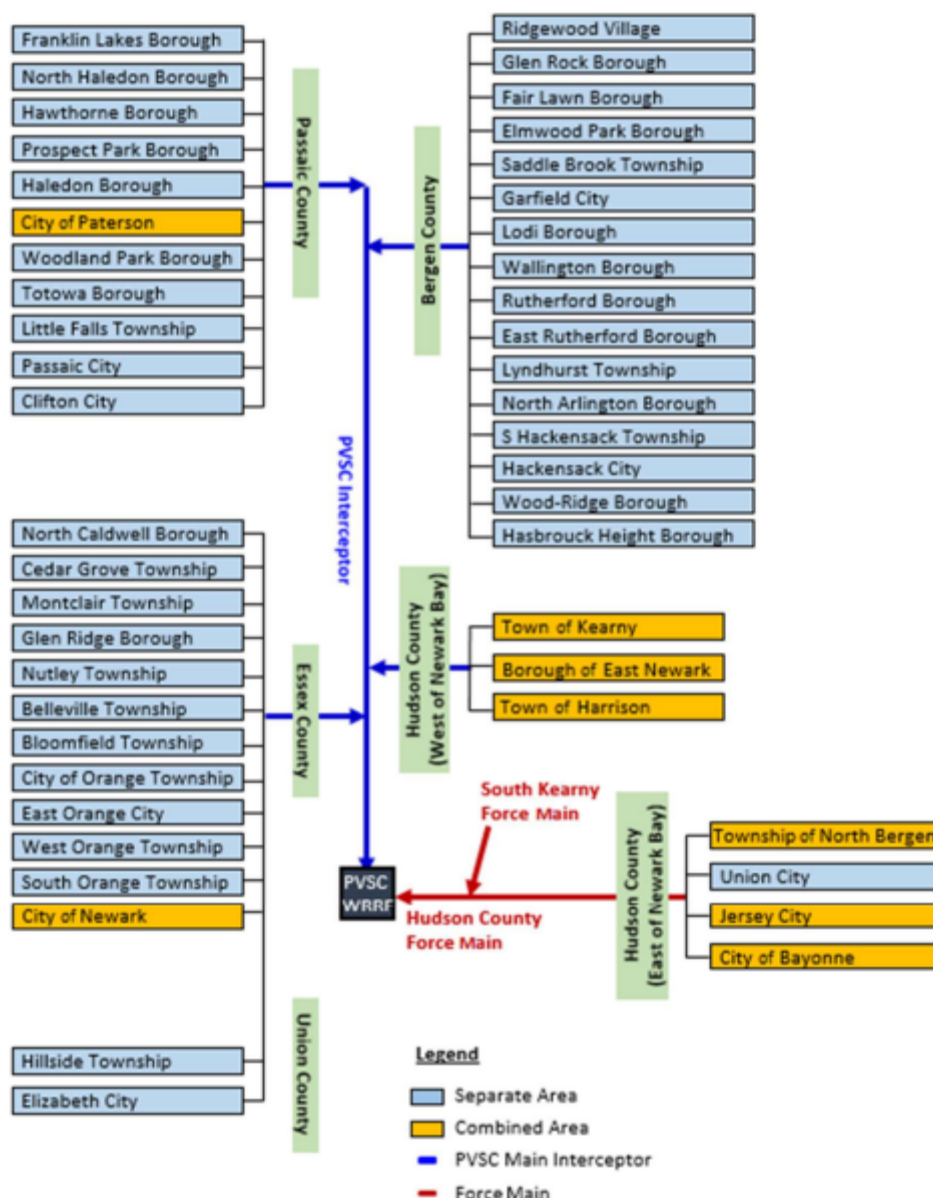 Franklin Lakes Borough
North Haledon Borough
Hawthorne Borough
Prospect Park Borough
Haledon Borough
City of Paterson
Woodland Park Borough
Totowa Borough
Little Falls Township
Passaic City
Clifton City
Passaic County
Ridgewood Village
Glen Rock Borough
Fair Lawn Borough
Elmwood Park Borough
Saddle Brook Township
Garfield City
Lodi Borough
Wallington Borough
Rutherford Borough
East Rutherford Borough
Lyndhurst Township
North Arlington Borough
S Hackensack Township
Hackensack City
Wood-Ridge Borough
Hasbrouck Height Borough
Bergen County
PVSC Interceptor
North Caldwell Borough
Cedar Grove Township
Montclair Township
Glen Ridge Borough
Nutley Township
Belleville Township
Bloomfield Township
City of Orange Township
East Orange City
West Orange Township
South Orange Township
City of Newark
Essex County
Hudson County
(West of Newark Bay)
Town of Kearny
Borough of East Newark
Town of Harrison
South Kearny
Force Main
PVSC
WRRF
Hudson County
Force Main
Hudson County
(East of Newark Bay)
Township of North Bergen
Union City
Jersey City
City of Bayonne
Hillside Township
Elizabeth City
Union County
Legend
Separate Area
Combined Area
PVSC Main Interceptor
Force Main